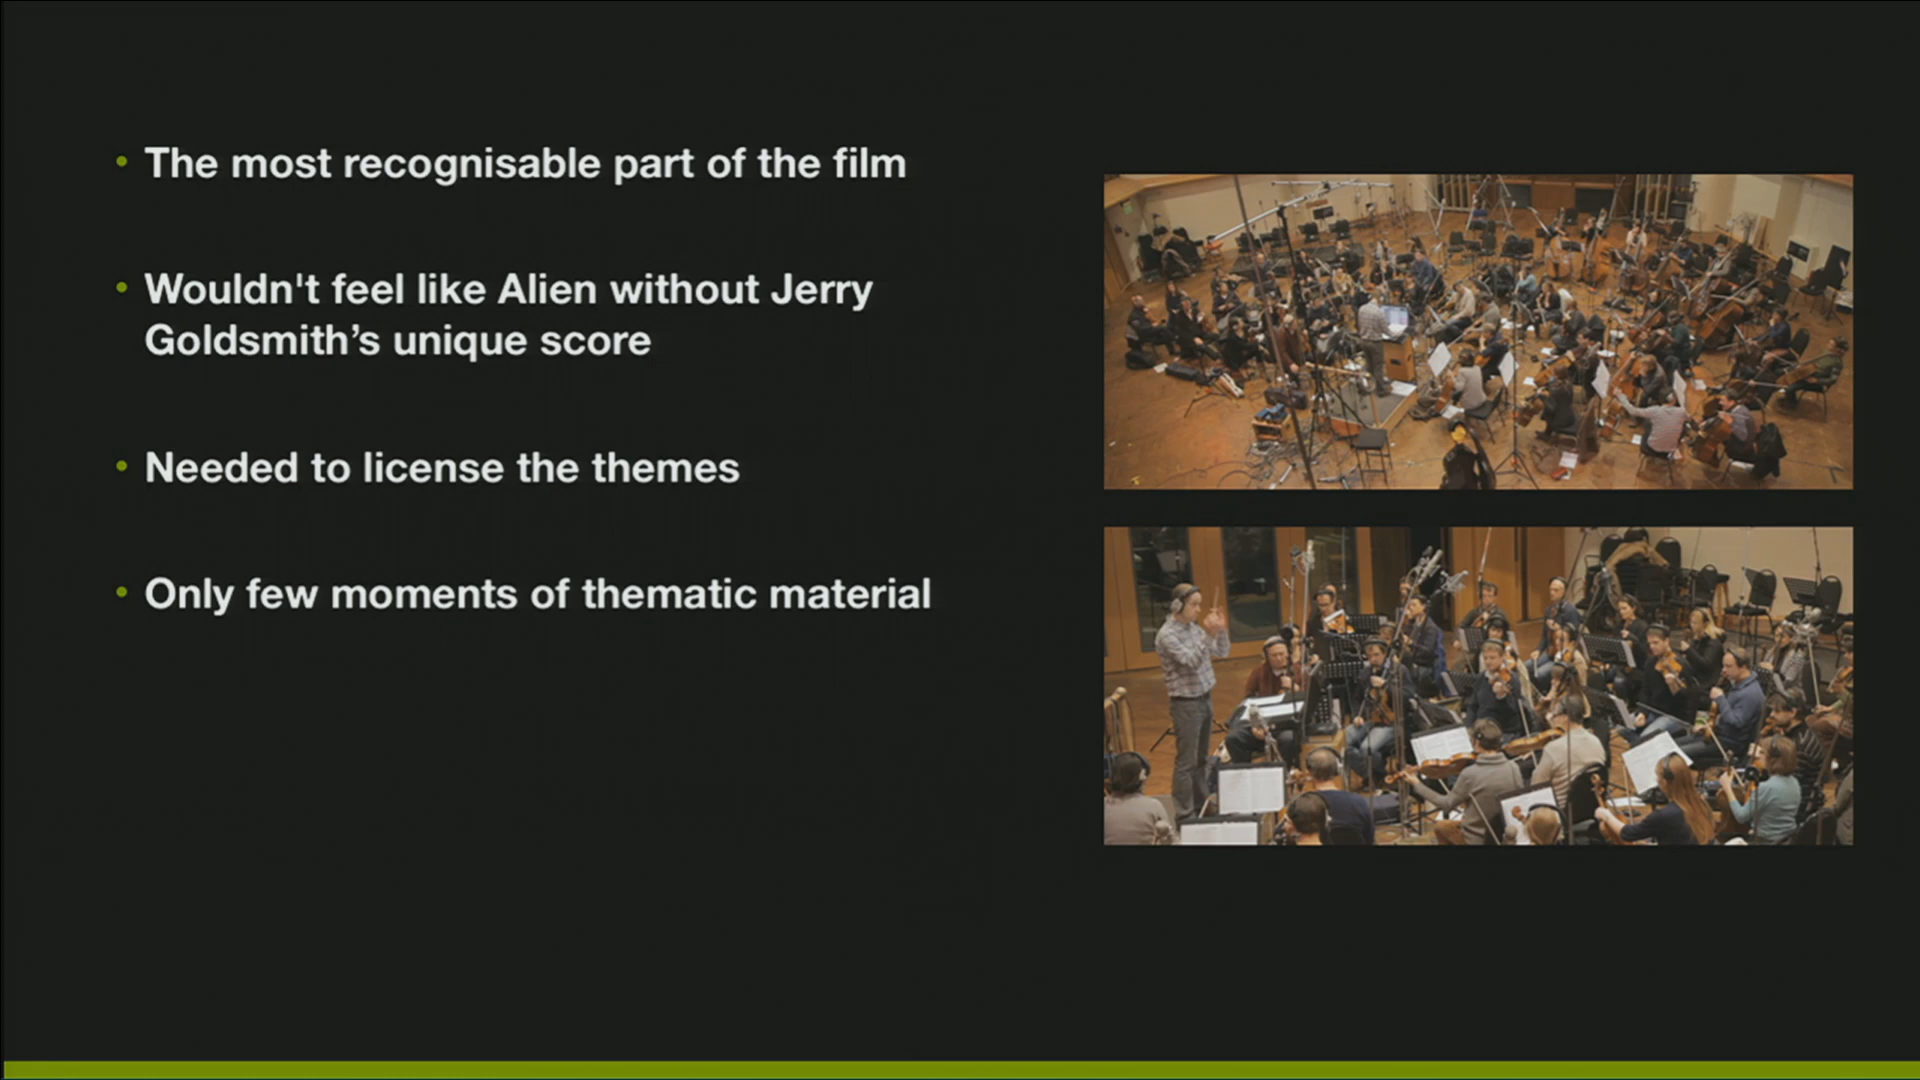 • The most recognisable part of the film
• Wouldn't feel like Alien without Jerry
Goldsmith’s unique score
• Needed to license the themes
• Only few moments of thematic material